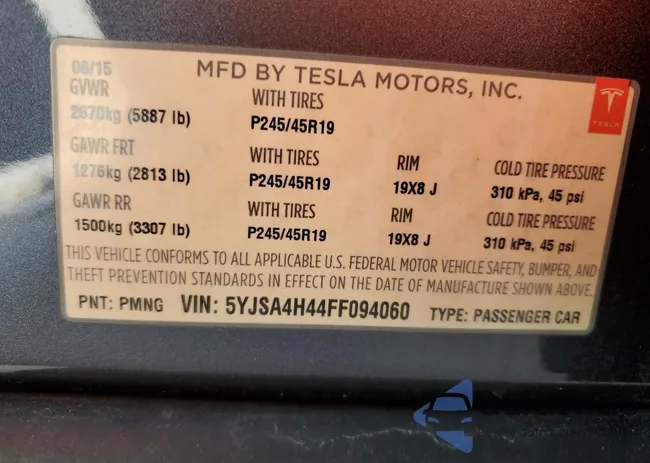 06/15 MFD BY TESLA MOTORS, INC.
GVWR WITH TIRES
2670kg (5887 lb) P245/45R19
TESLA
GAWR FRT WITH TIRES RIM COLD TIRE PRESSURE
1276kg (2813 lb) P245/45R19 19X8 J 310 kPa, 45 psi
GAWR RR WITH TIRES RIM COLD TIRE PRESSURE
1500kg (3307 lb) P245/45R19 19X8 J 310 kPa, 45 psi
THIS VEHICLE CONFORMS TO ALL APPLICABLE U.S. FEDERAL MOTOR VEHICLE SAFETY, BUMPER, AND
THEFT PREVENTION STANDARDS IN EFFECT ON THE DATE OF MANUFACTURE SHOWN ABOVE.
PNT: PMNG VIN: 5YJSA4H44FF094060 TYPE: PASSENGER CAR